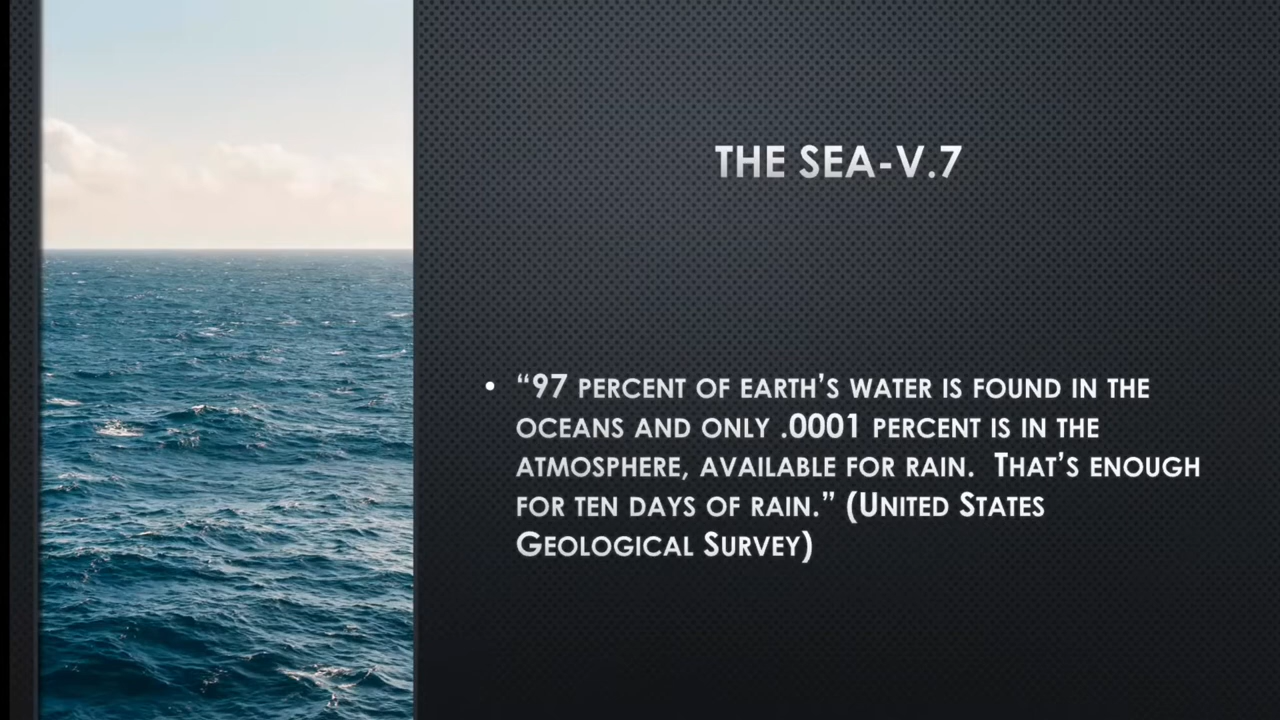 THE SEA-V.7
• “97 PERCENT OF EARTH’S WATER IS FOUND IN THE
OCEANS AND ONLY .0001 PERCENT IS IN THE
ATMOSPHERE, AVAILABLE FOR RAIN.  THAT’S ENOUGH
FOR TEN DAYS OF RAIN.” (UNITED STATES
GEOLOGICAL SURVEY)